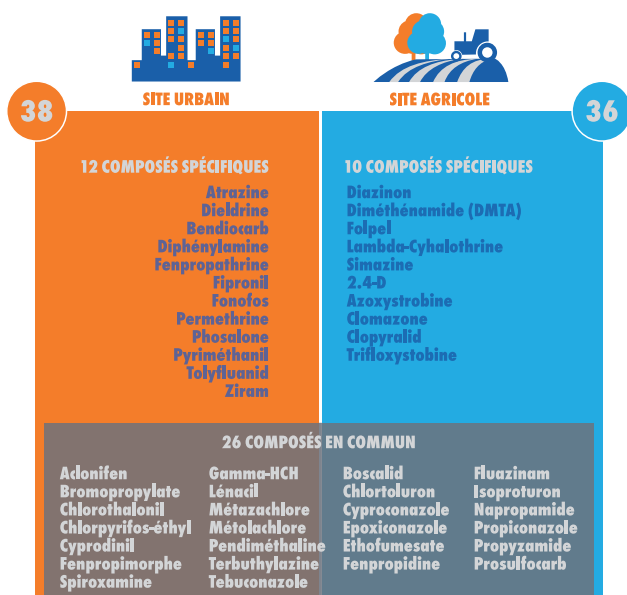 SITE URBAIN
SITE AGRICOLE
38
36
12 COMPOSÉS SPÉCIFIQUES
Atrazine
Dieldrine
Bendiocarb
Diphénylamine
Fenpropathrine
Fipronil
Fonofos
Permethrine
Phosalone
Pyriméthanil
Tolyfluanid
Ziram
10 COMPOSÉS SPÉCIFIQUES
Diazinon
Diméthénamide (DMTA)
Folpel
Lambda-Cyhalothrine
Simazine
2.4-D
Azoxystrobine
Clomazone
Clopyralid
Trifloxystobine
26 COMPOSÉS EN COMMUN
Aclonifen
Bromopropylate
Chlorothalonil
Chlorpyrifos-éthyl
Cyprodinil
Fenpropimorphe
Spiroxamine
Gamma-HCH
Lénacil
Métazachlore
Métolachlore
Pendiméthaline
Terbuthylazine
Tebuconazole
Boscalid
Chlortoluron
Cyproconazole
Epoxiconazole
Ethofumesate
Fenpropidine
Fluazinam
Isoproturon
Napropamide
Propiconazole
Propyzamide
Prosulfocarb